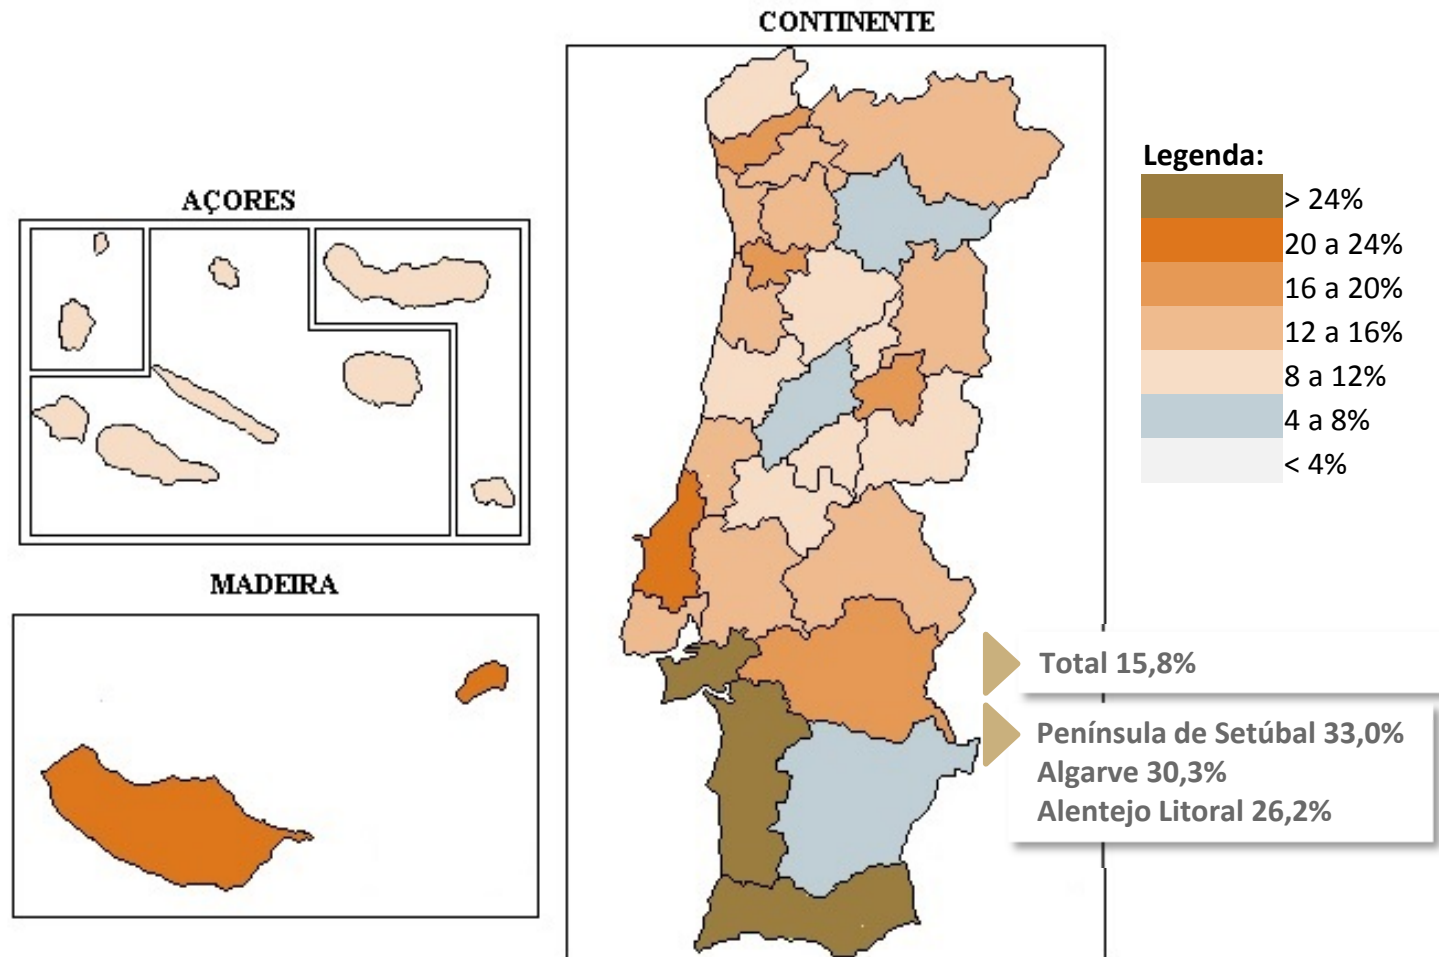 CONTINENTE
AÇORES
MADEIRA
Legenda:
> 24%
20 a 24%
16 a 20%
12 a 16%
8 a 12%
4 a 8%
< 4%
Total 15,8%
Península de Setúbal 33,0%
Algarve 30,3%
Alentejo Litoral 26,2%